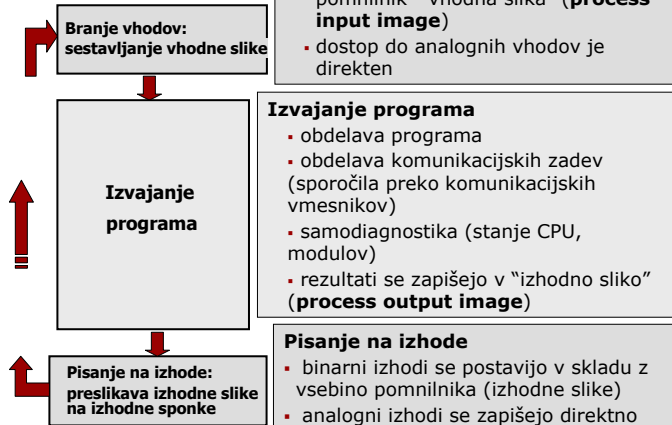 Branje vhodov:
sestavljanje vhodne slike
pomnilnik "vhodna slika" (process
input image)
▪ dostop do analognih vhodov je
direkten
Izvajanje
programa
Izvajanje programa
▪ obdelava programa
▪ obdelava komunikacijskih zadev
(sporočila preko komunikacijskih
vmesnikov)
▪ samodiagnostika (stanje CPU,
modulov)
▪ rezultati se zapišejo v “izhodno sliko”
(process output image)
Pisanje na izhode:
preslikava izhodne slike
na izhodne sponke
Pisanje na izhode
▪ binarni izhodi se postavijo v skladu z
vsebino pomnilnika (izhodne slike)
▪ analogni izhodi se zapišejo direktno